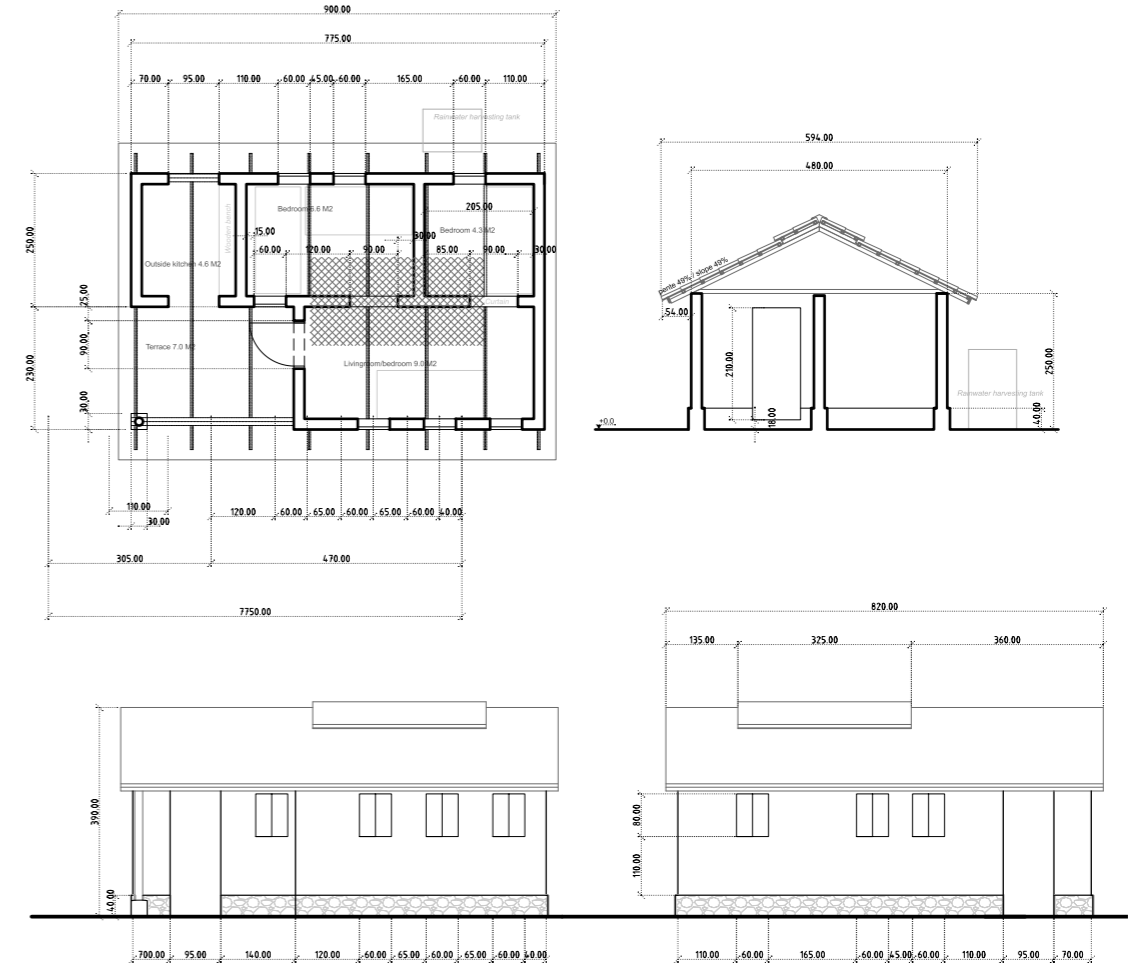 900.00
775.00
70.00 95.00 110.00 60.00 45.00 60.00 165.00 60.00 110.00
Rainwater harvesting tank
250.00
25.00
90.00
230.00
30.00
Bedroom 6.6 M2
Bedroom 4.3 M2
205.00
15.00
30.00
60.00 120.00 90.00 85.00 90.00 30.00
Outside kitchen 4.6 M2
Curtain
Terrace 7.0 M2
Livingroom/bedroom 9.0 M2
110.00
30.00
120.00 60.00 65.00 60.00 65.00 60.00 40.00
305.00 470.00
7750.00
594.00
480.00
pente 49% / slope 49%
54.00
210.00
18.00
250.00
40.00
Rainwater harvesting tank
+0.0
390.00
40.00
700.00 95.00 140.00 120.00 60.00 65.00 60.00 65.00 60.00 40.00
820.00
135.00 325.00 360.00
80.00
110.00
110.00 60.00 165.00 60.00 45.00 60.00 110.00 95.00 70.00